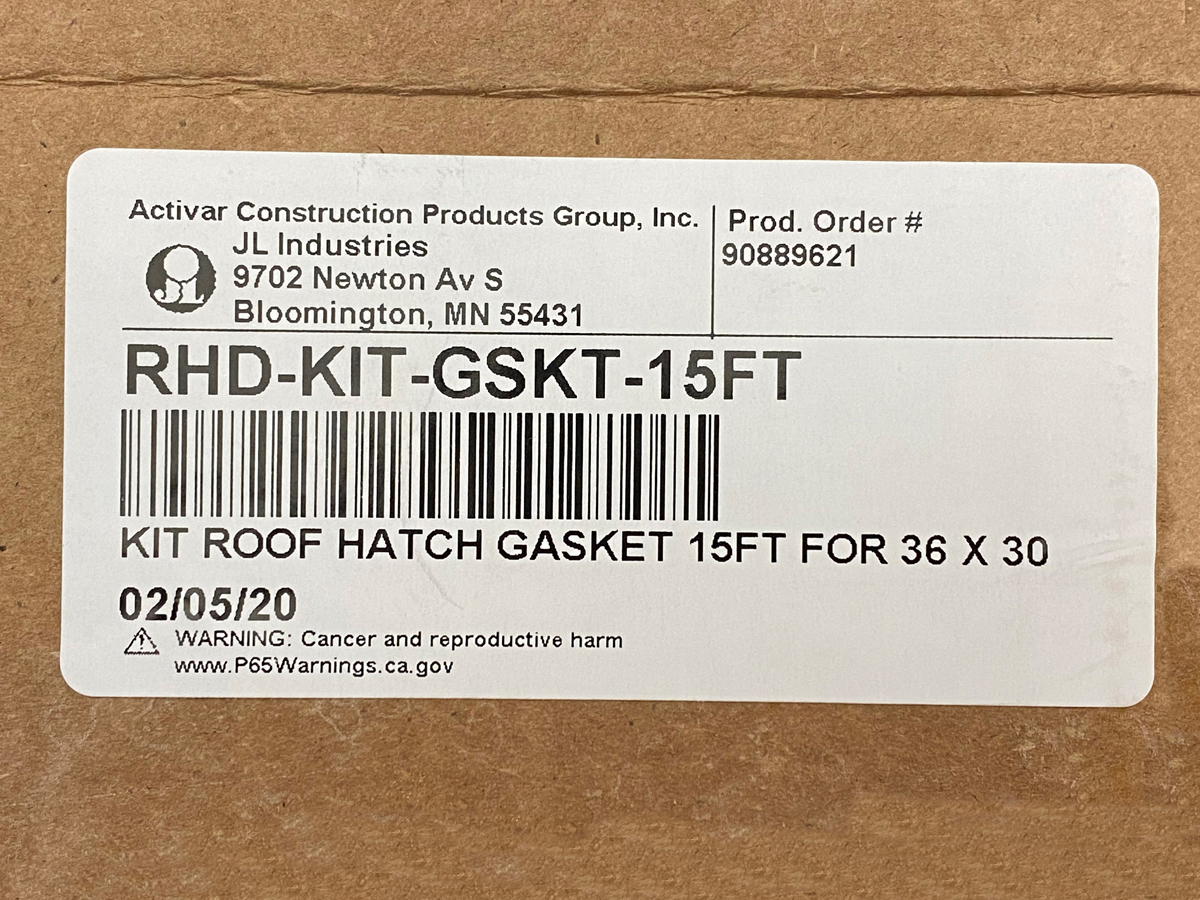 Activar Construction Products Group, Inc.
JL Industries
9702 Newton Av S
Bloomington, MN 55431
JL
Prod. Order #
90889621
RHD-KIT-GSKT-15FT
KIT ROOF HATCH GASKET 15FT FOR 36 X 30
02/05/20
WARNING: Cancer and reproductive harm
www.P65Warnings.ca.gov